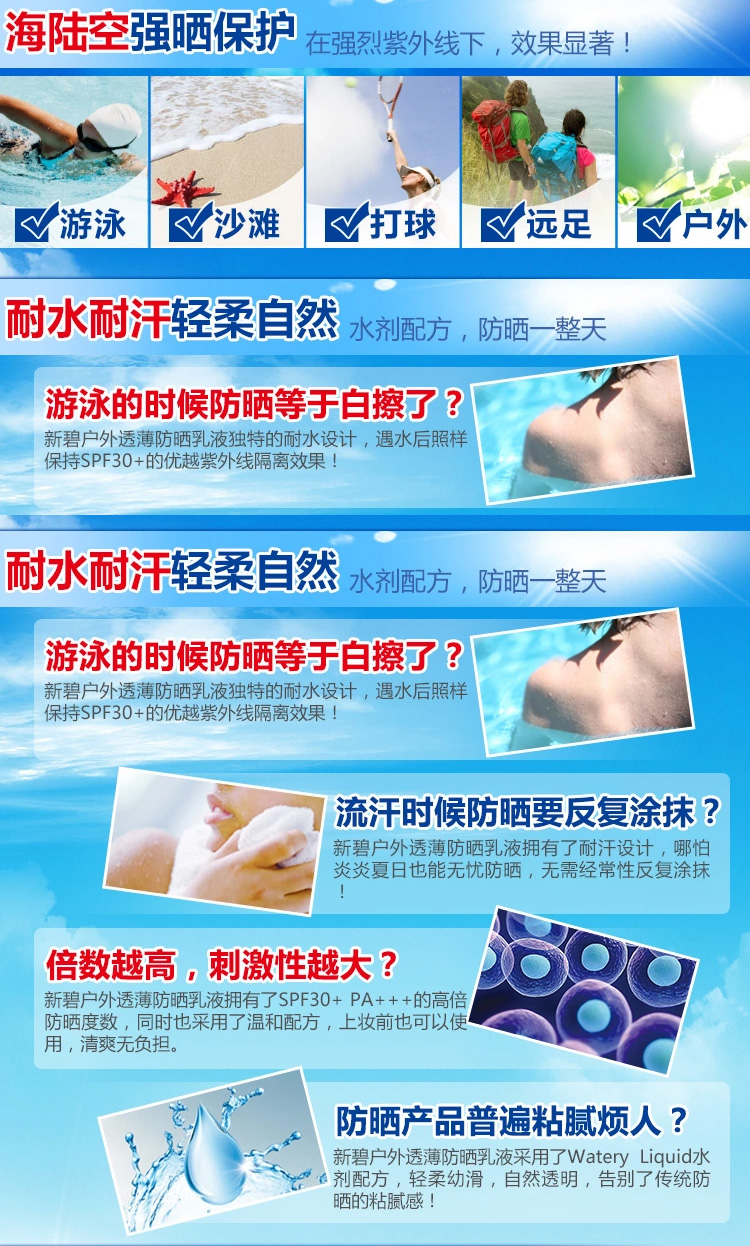 海陆空强晒保护 在强烈紫外线下，效果显著！
游泳 沙滩 打球 远足 户外
耐水耐汗轻柔自然 水剂配方，防晒一整天
游泳的时候防晒等于白擦了？
新碧户外透薄防晒乳液独特的耐水设计，遇水后照样
保持SPF30+的优越紫外线隔离效果！
耐水耐汗轻柔自然 水剂配方，防晒一整天
游泳的时候防晒等于白擦了？
新碧户外透薄防晒乳液独特的耐水设计，遇水后照样
保持SPF30+的优越紫外线隔离效果！
流汗时候防晒要反复涂抹？
新碧户外透薄防晒乳液拥有了耐汗设计，哪怕
炎炎夏日也能无忧防晒，无需经常性反复涂抹
！
倍数越高，刺激性越大？
新碧户外透薄防晒乳液拥有了SPF30+ PA+++的高倍
防晒度数，同时也采用了温和配方，上妆前也可以使
用，清爽无负担。
防晒产品普遍粘腻烦人？
新碧户外透薄防晒乳液采用了Watery Liquid水
剂配方，轻柔幼滑，自然透明，告别了传统防
晒的粘腻感！